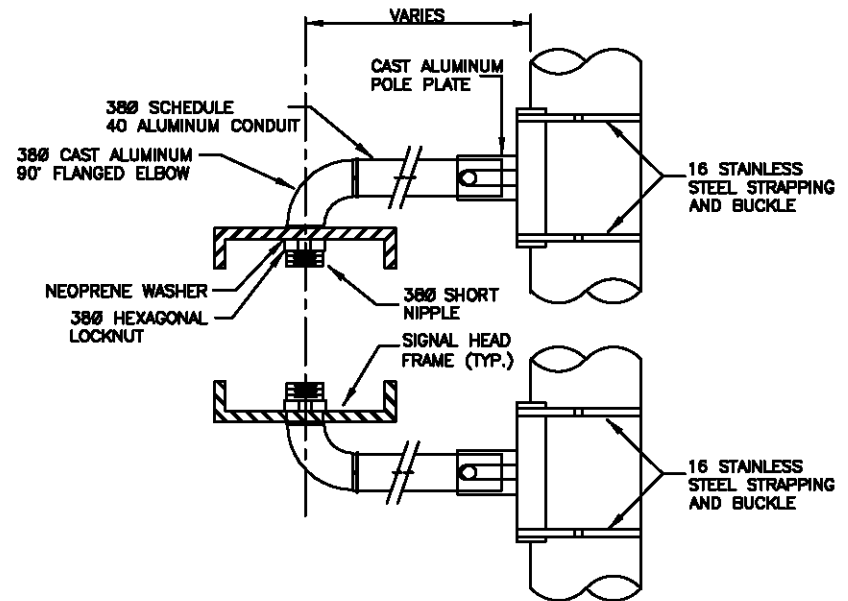 VARIES
CAST ALUMINUM
POLE PLATE
38Ø SCHEDULE
40 ALUMINUM CONDUIT
38Ø CAST ALUMINUM
90° FLANGED ELBOW
16 STAINLESS
STEEL STRAPPING
AND BUCKLE
NEOPRENE WASHER
38Ø HEXAGONAL
LOCKNUT
38Ø SHORT
NIPPLE
SIGNAL HEAD
FRAME (TYP.)
16 STAINLESS
STEEL STRAPPING
AND BUCKLE